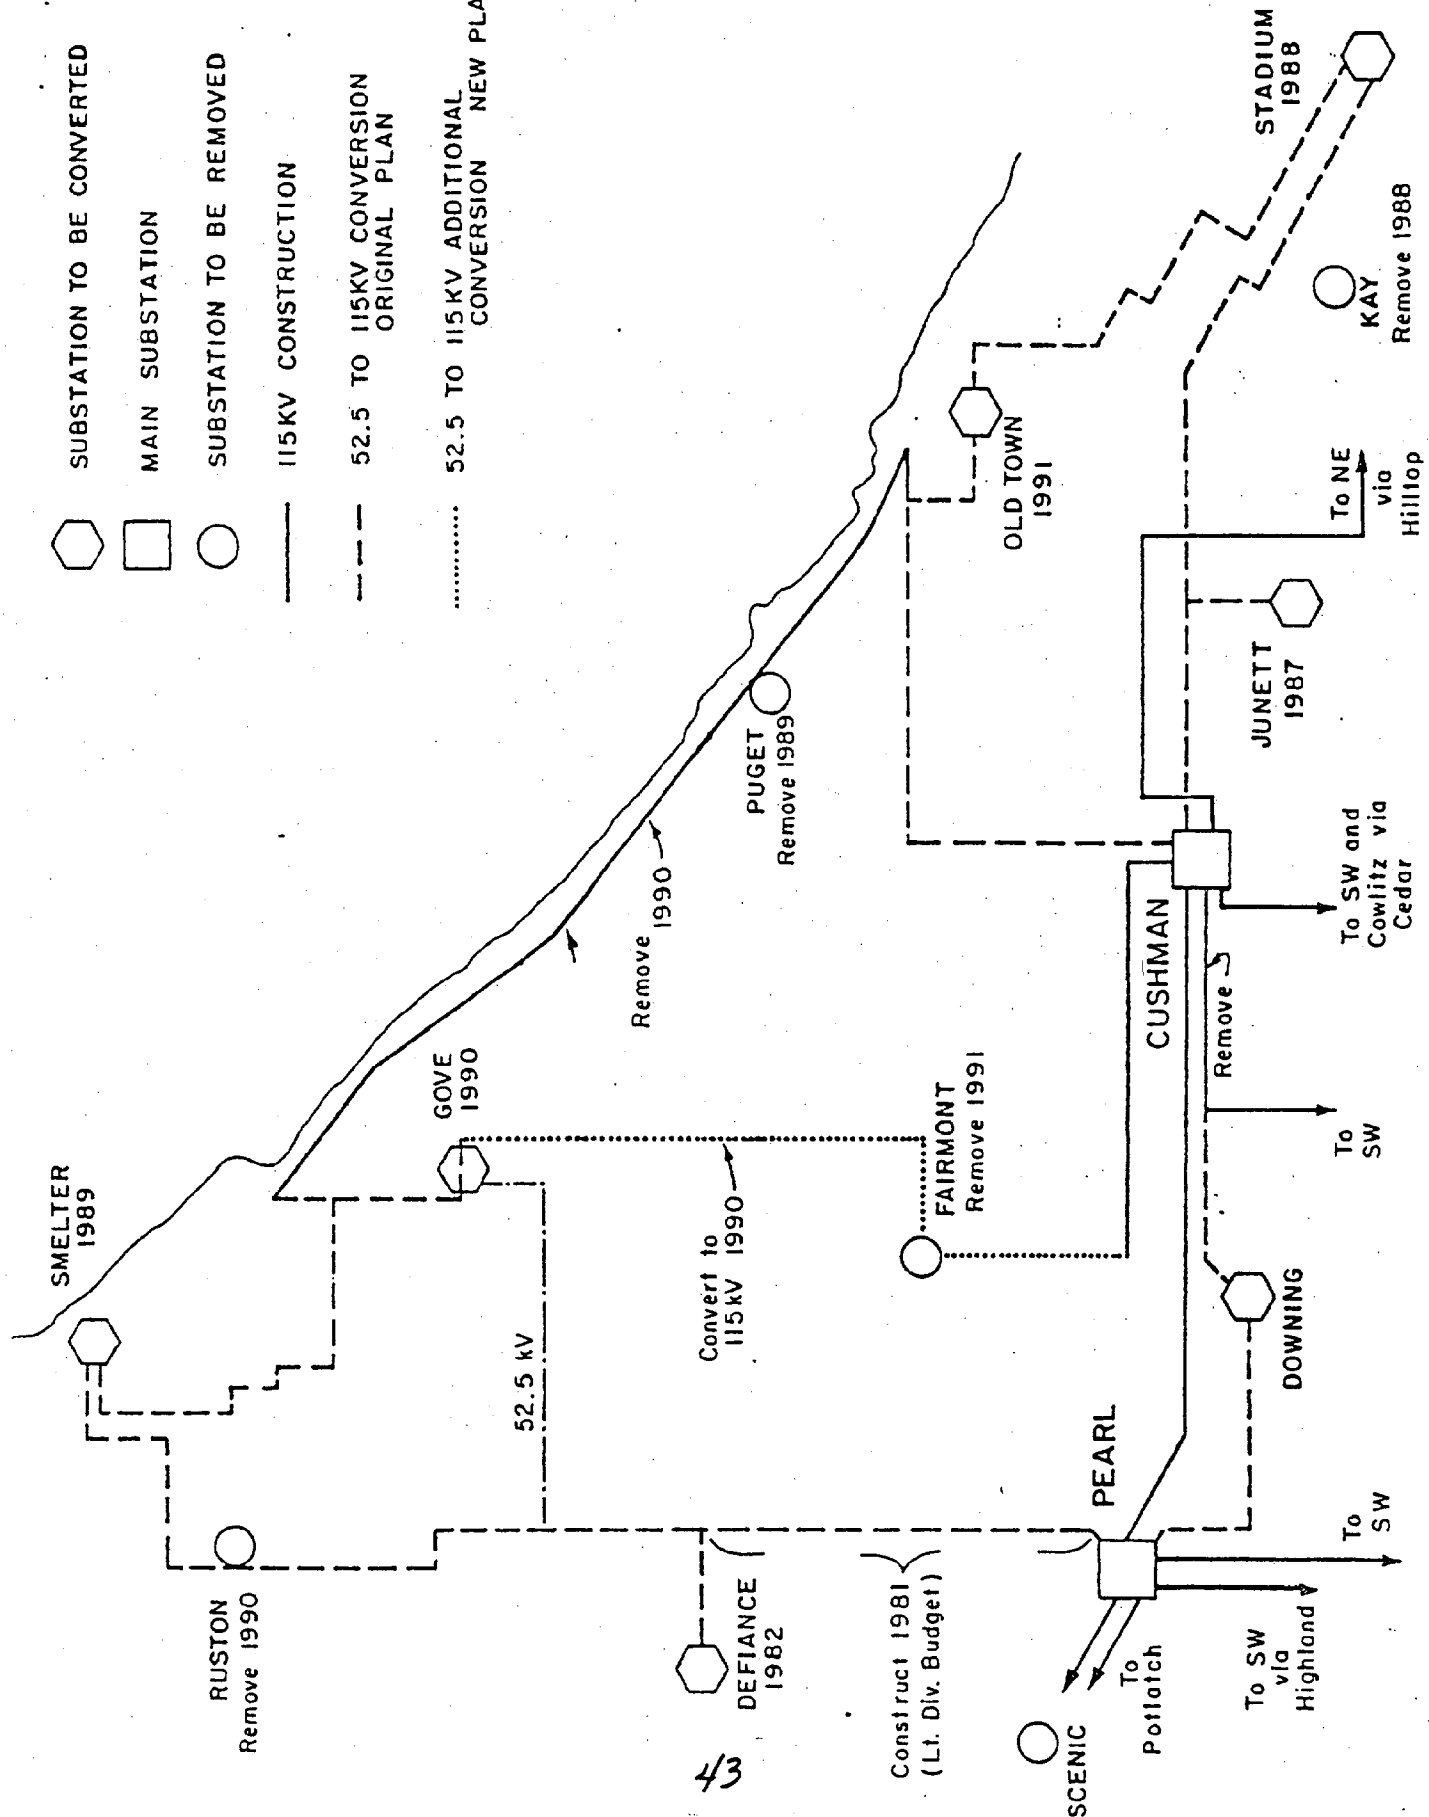 SUBSTATION TO BE CONVERTED
MAIN SUBSTATION
SUBSTATION TO BE REMOVED
115KV CONSTRUCTION
52.5 TO 115KV CONVERSION
ORIGINAL PLAN
52.5 TO 115KV ADDITIONAL
CONVERSION NEW PLA
SMELTER
1989
RUSTON
Remove 1990
GOVE
1990
52.5 kV
Remove
1990
PUGET
Remove 1989
Convert to
115kV 1990
DEFIANCE
1982
Construct 1981
(Lt. Div. Budget)
FAIRMONT
Remove 1991
OLD TOWN
1991
STADIUM
1988
KAY
Remove 1988
To NE
via
Hilltop
JUNETT
1987
CUSHMAN
Remove
To SW and
Cowlitz via
Cedar
To
SW
DOWNING
PEARL
To
SW
To SW
via
Highland
To
Potlatch
SCENIC
43